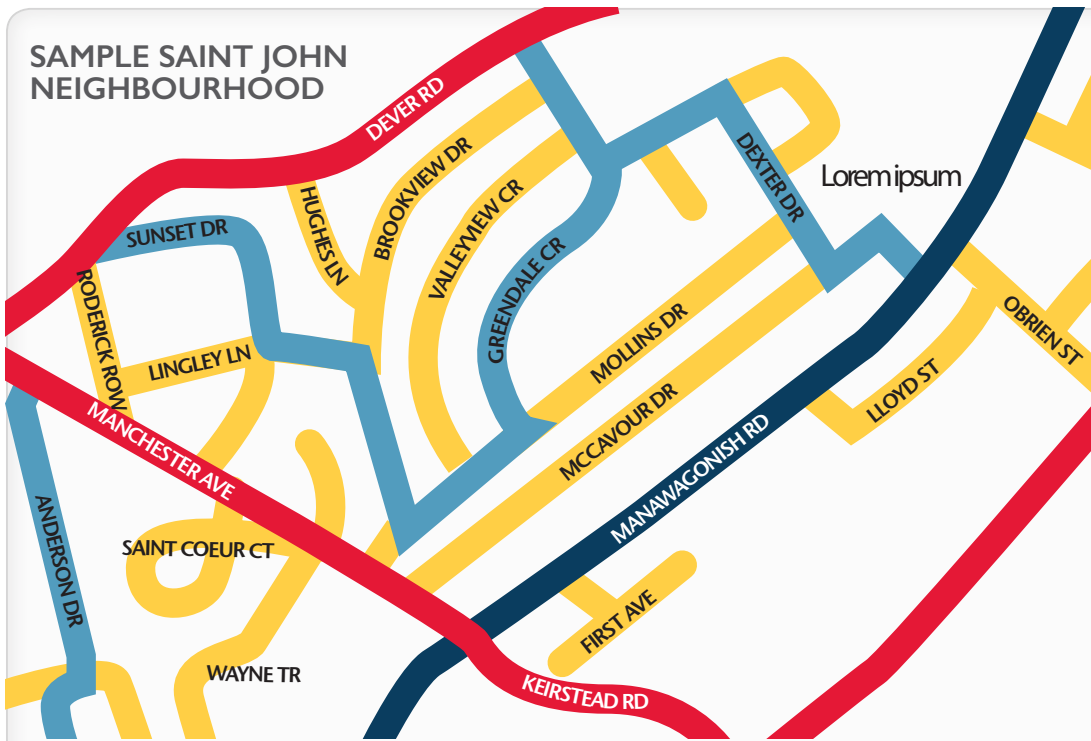 SAMPLE SAINT JOHN
NEIGHBOURHOOD
DEVER RD
SUNSET DR
HUGHES LN
BROOKVIEW DR
VALLEYVIEW CR
GREENDALE CR
DEXTER DR
Lorem ipsum
RODERICK ROW
LINGLEY LN
MOLLINS DR
MCCAVOUR DR
OBRIEN ST
LLOYD ST
MANCHESTER AVE
MANAWAGONISH RD
ANDERSON DR
SAINT COEUR CT
FIRST AVE
WAYNE TR
KEIRSTEAD RD